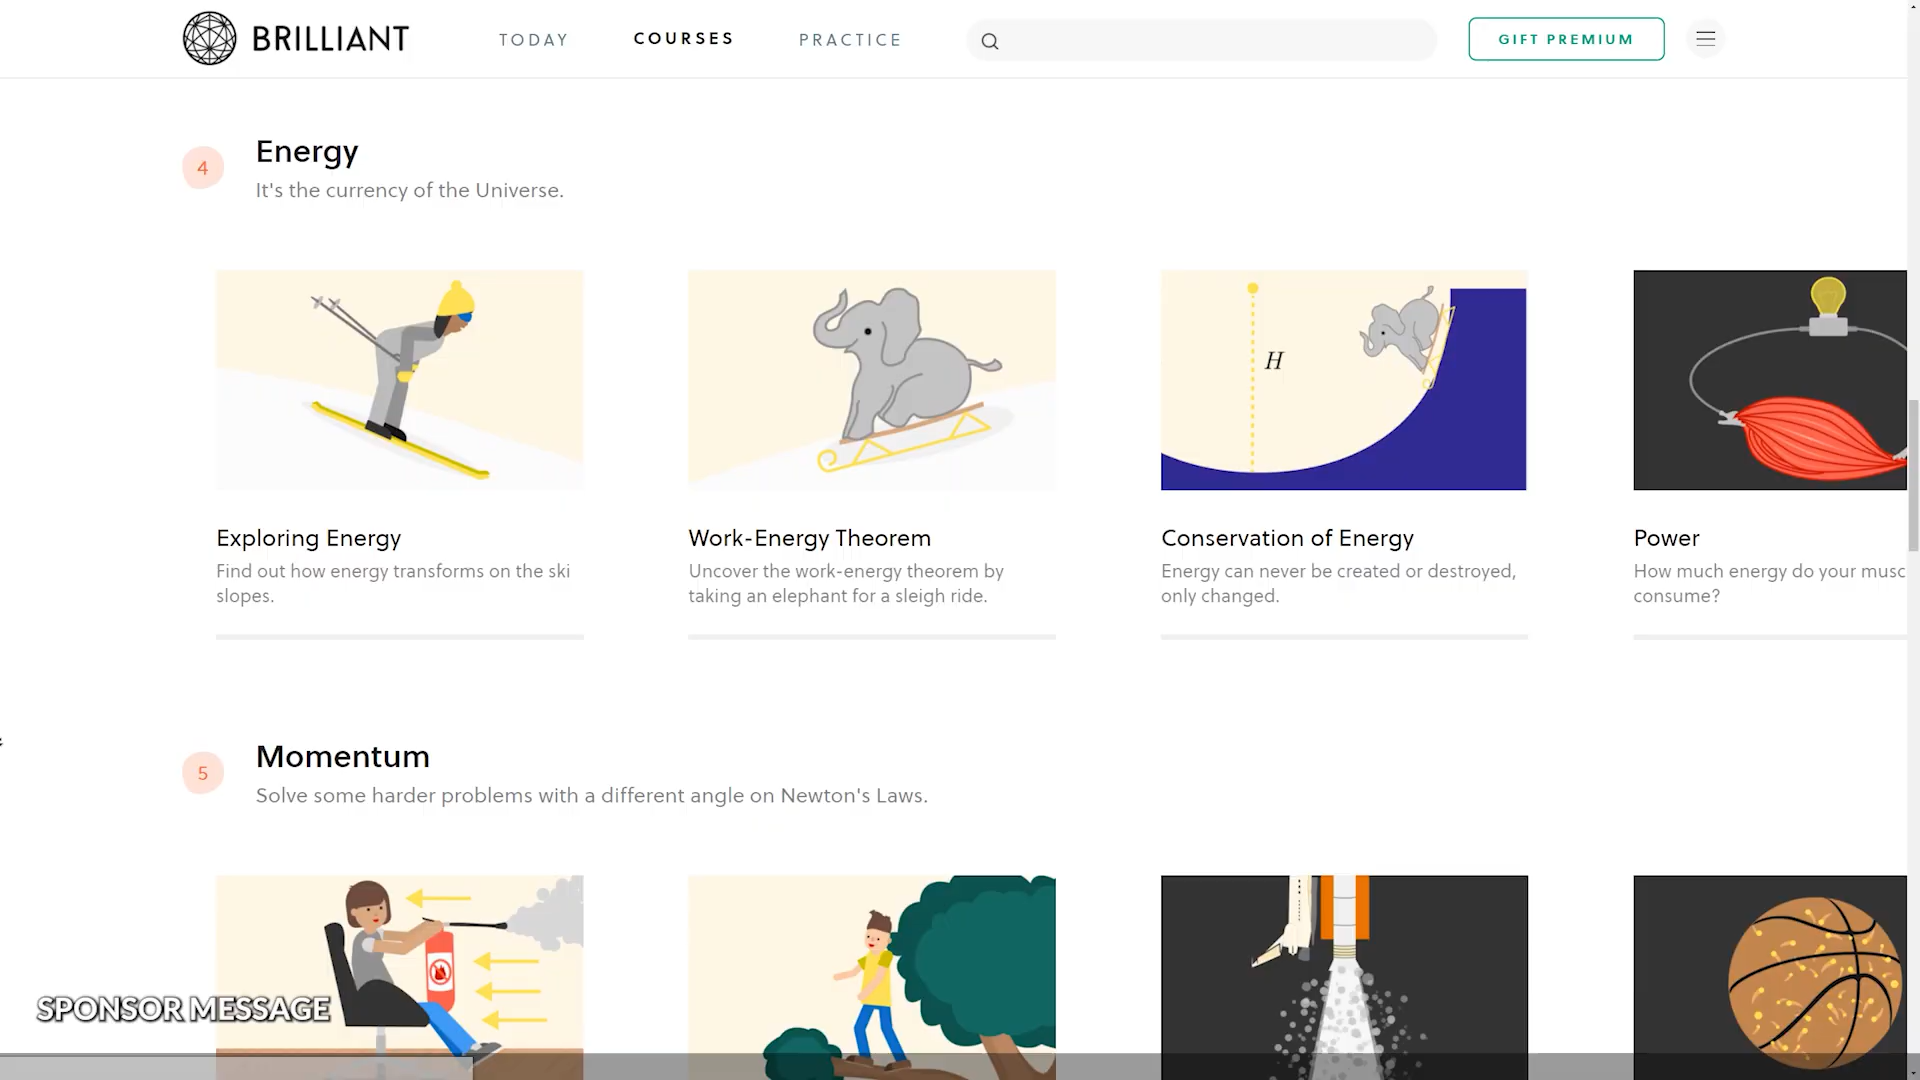 BRILLIANT
TODAY
COURSES
PRACTICE
GIFT PREMIUM
4
Energy
It's the currency of the Universe.
H
Exploring Energy
Find out how energy transforms on the ski
slopes.
Work-Energy Theorem
Uncover the work-energy theorem by
taking an elephant for a sleigh ride.
Conservation of Energy
Energy can never be created or destroyed,
only changed.
Power
How much energy do your musc
consume?
5
Momentum
Solve some harder problems with a different angle on Newton's Laws.
SPONSOR MESSAGE